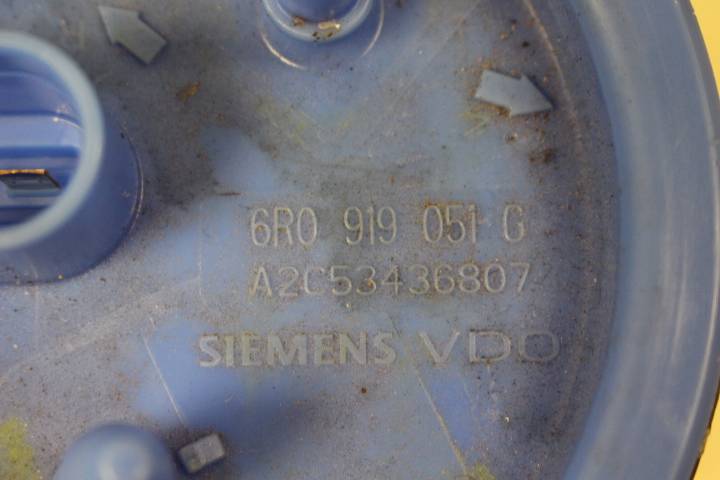 6R0 919 051 G
A2C53436807
SIEMENS VDO